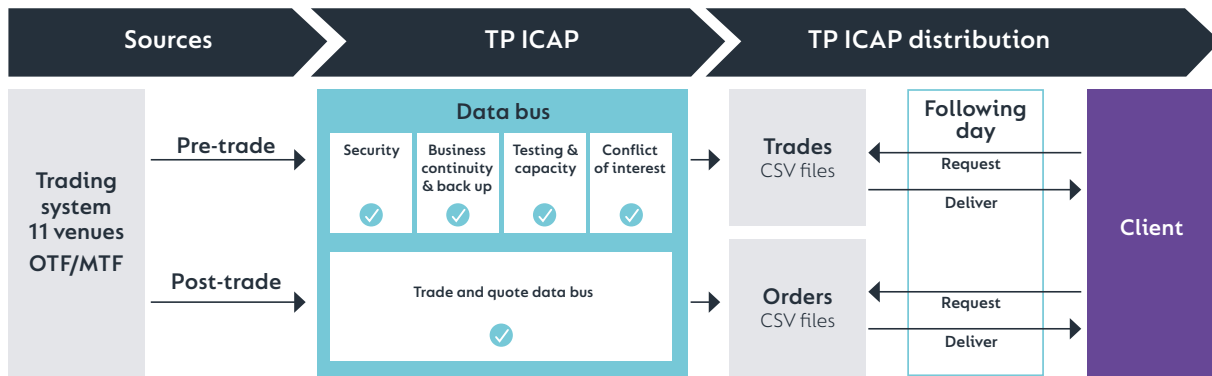 Sources
TP ICAP
TP ICAP distribution
Trading
system
11 venues
OTF/MTF
Pre-trade
Post-trade
Data bus
Security
Business
continuity
& back up
Testing &
capacity
Conflict
of interest
Trade and quote data bus
Trades
CSV files
Orders
CSV files
Following
day
Request
Deliver
Request
Deliver
Client